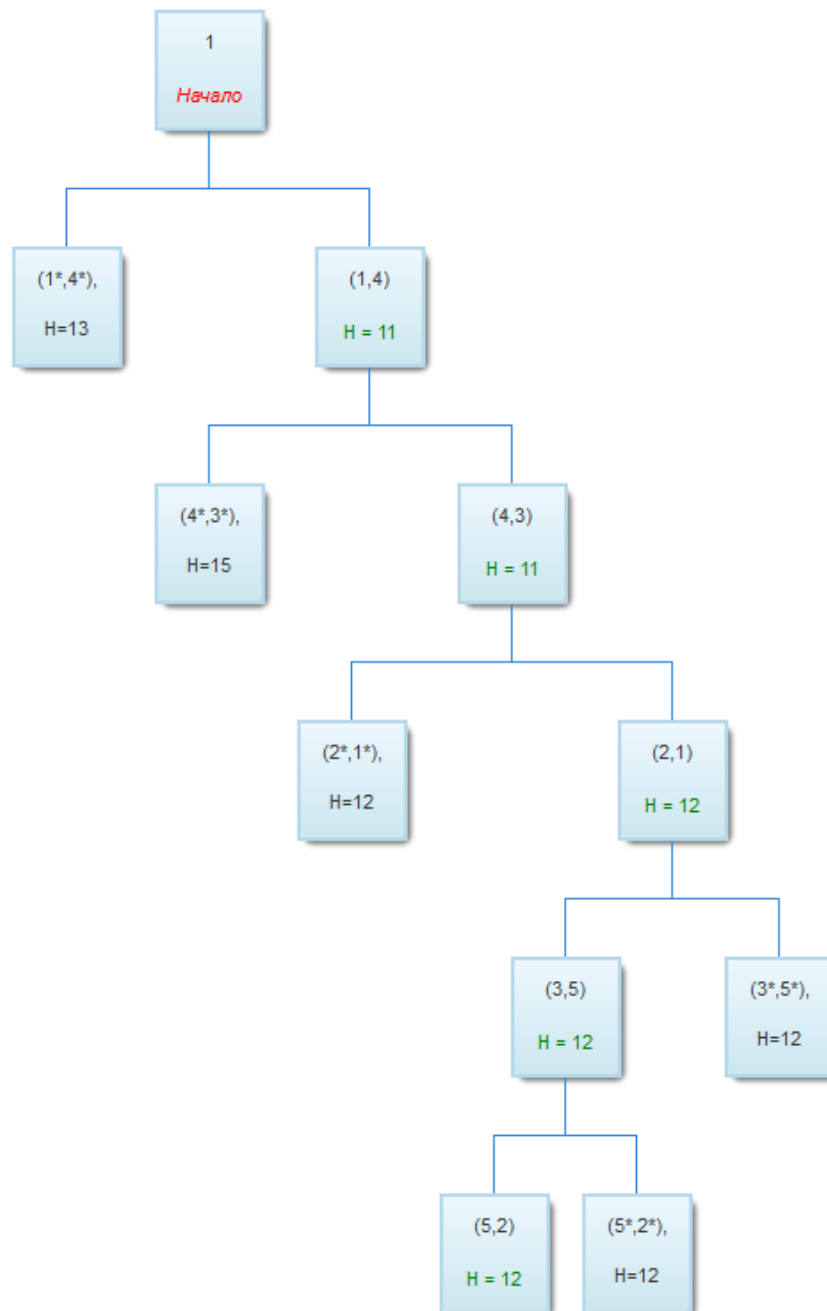 1
Начало
(1*,4*),
H=13
(1,4)
H = 11
(4*,3*),
H=15
(4,3)
H = 11
(2*,1*),
H=12
(2,1)
H = 12
(3,5)
H = 12
(3*,5*),
H=12
(5,2)
H = 12
(5*,2*),
H=12